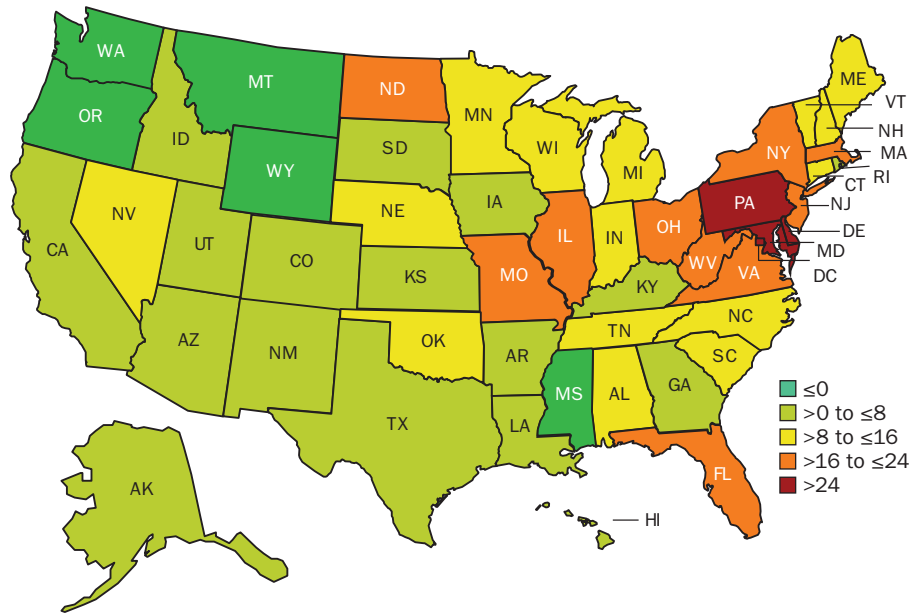 WA
MT
ND
MN
ME
VT
OR
ID
SD
WI
MI
NY
NH
MA
WY
NE
IA
PA
RI
CT
NJ
NV
UT
CO
KS
MO
IL
IN
OH
WV
VA
DE
MD
DC
CA
KY
NC
AZ
NM
OK
AR
TN
SC
TX
LA
MS
AL
GA
FL
AK
HI
≤0
>0 to ≤8
>8 to ≤16
>16 to ≤24
>24